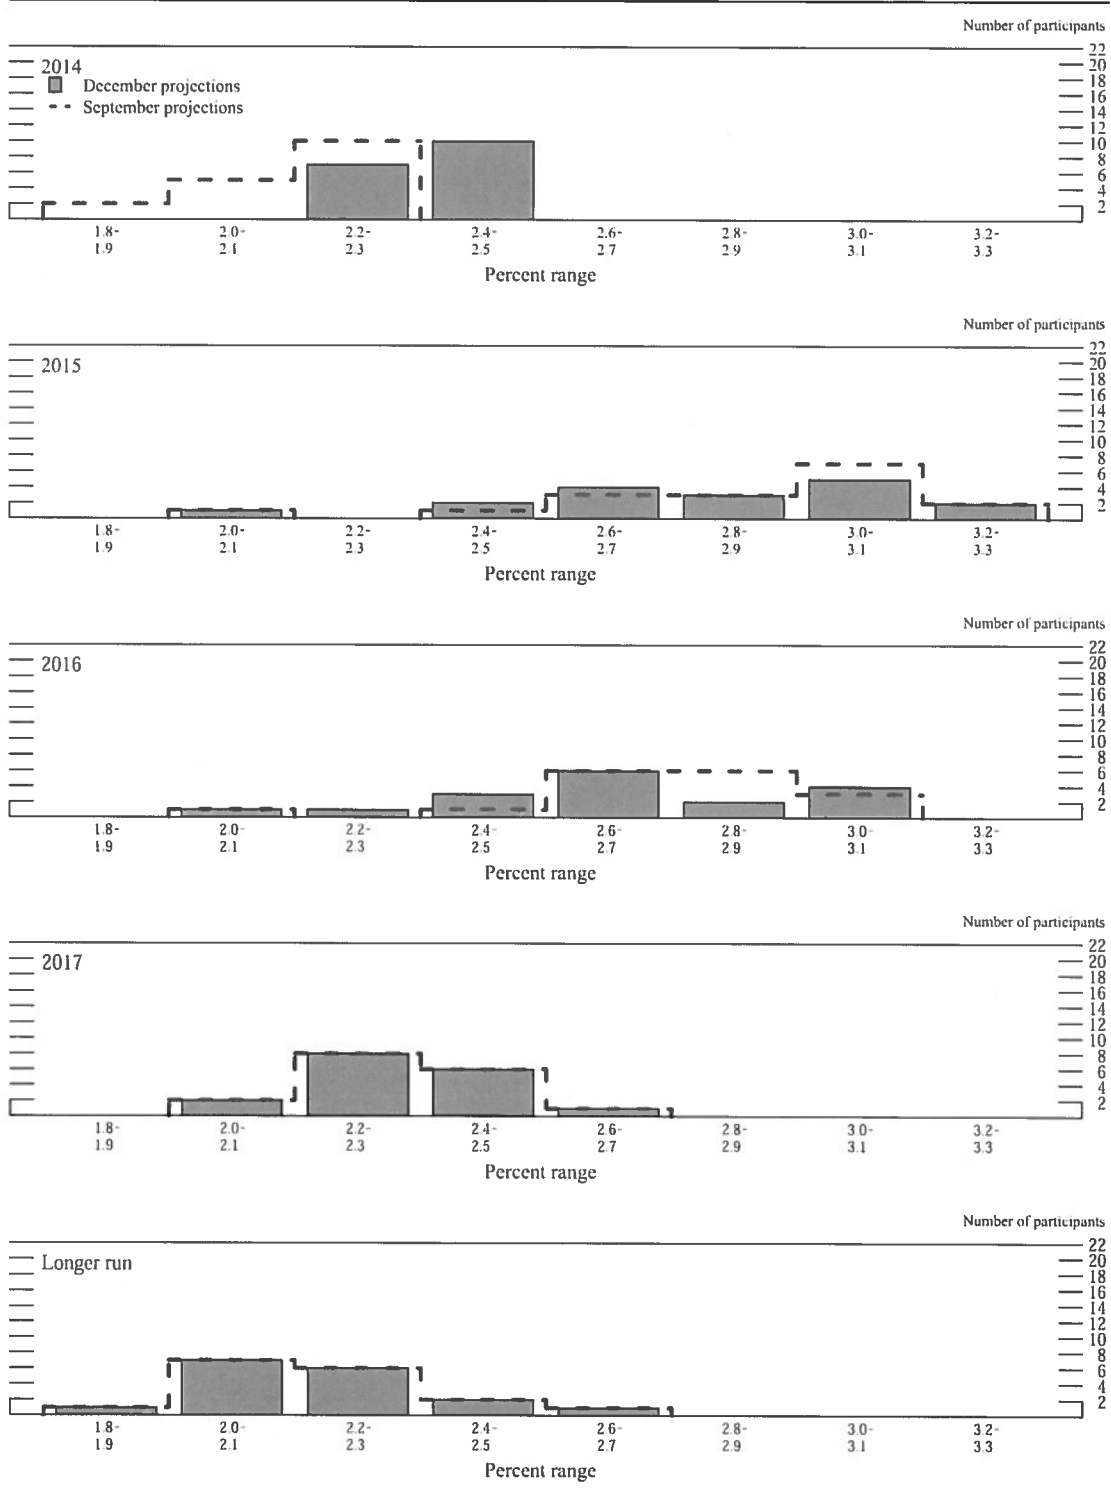 Number of participants
2014
December projections
September projections
22
20
18
16
14
12
10
8
6
4
2
1.8- 2.0- 2.2- 2.4- 2.6- 2.8- 3.0- 3.2-
1.9 2.1 2.3 2.5 2.7 2.9 3.1 3.3
Percent range
Number of participants
2015
22
20
18
16
14
12
10
8
6
4
2
1.8- 2.0- 2.2- 2.4- 2.6- 2.8- 3.0- 3.2-
1.9 2.1 2.3 2.5 2.7 2.9 3.1 3.3
Percent range
Number of participants
2016
22
20
18
16
14
12
10
8
6
4
2
1.8- 2.0- 2.2- 2.4- 2.6- 2.8- 3.0- 3.2-
1.9 2.1 2.3 2.5 2.7 2.9 3.1 3.3
Percent range
Number of participants
2017
22
20
18
16
14
12
10
8
6
4
2
1.8- 2.0- 2.2- 2.4- 2.6- 2.8- 3.0- 3.2-
1.9 2.1 2.3 2.5 2.7 2.9 3.1 3.3
Percent range
Number of participants
Longer run
22
20
18
16
14
12
10
8
6
4
2
1.8- 2.0- 2.2- 2.4- 2.6- 2.8- 3.0- 3.2-
1.9 2.1 2.3 2.5 2.7 2.9 3.1 3.3
Percent range